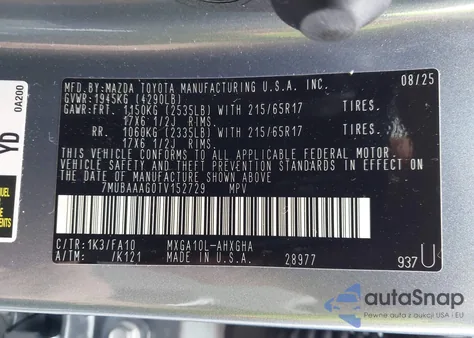 MFD. BY: MAZDA TOYOTA MANUFACTURING U.S.A. INC. 08/25
GVWR: 1945KG (4290LB)
GAWR: FRT. 1150KG (2535LB) WITH 215/65R17 TIRES.
17X6 1/2J RIMS.
RR. 1060KG (2335LB) WITH 215/65R17 TIRES.
17X6 1/2J RIMS.
THIS VEHICLE CONFORMS TO ALL APPLICABLE FEDERAL MOTOR
VEHICLE SAFETY AND THEFT PREVENTION STANDARDS IN EFFECT ON
THE DATE OF MANUFACTURE SHOWN ABOVE.
7MUBAAAG0TV152729 MPV
C/TR: 1K3/FA10 MXGA10L-AHXGHA
A/TM: /K121 28977 937 U
0A200
YD
autoSnap
Pewne auta z aukcji USA i EU